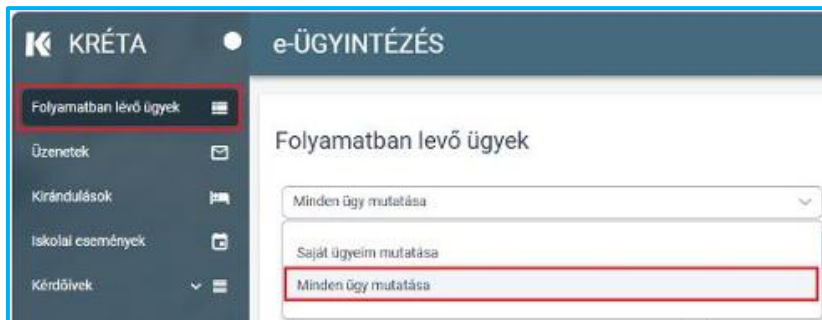 KRÉTA
e-ÜGYINTÉZÉS
Folyamatban lévő ügyek
Üzenetek
Kirándulások
Iskolai események
Kérdőívek
Folyamatban levő ügyek
Minden ügy mutatása
Saját ügyeim mutatása
Minden ügy mutatása